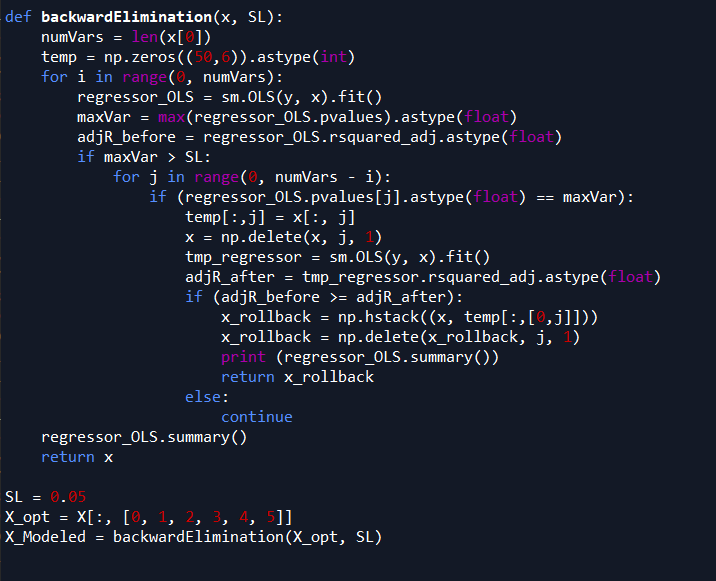 def backwardElimination(x, SL):
    numVars = len(x[0])
    temp = np.zeros((50,6)).astype(int)
    for i in range(0, numVars):
        regressor_OLS = sm.OLS(y, x).fit()
        maxVar = max(regressor_OLS.pvalues).astype(float)
        adjR_before = regressor_OLS.rsquared_adj.astype(float)
        if maxVar > SL:
            for j in range(0, numVars - i):
                if (regressor_OLS.pvalues[j].astype(float) == maxVar):
                    temp[:,j] = x[:, j]
                    x = np.delete(x, j, 1)
                    tmp_regressor = sm.OLS(y, x).fit()
                    adjR_after = tmp_regressor.rsquared_adj.astype(float)
                    if (adjR_before >= adjR_after):
                        x_rollback = np.hstack((x, temp[:,[0,j]]))
                        x_rollback = np.delete(x_rollback, j, 1)
                        print (regressor_OLS.summary())
                        return x_rollback
                    else:
                        continue
    regressor_OLS.summary()
    return x

SL = 0.05
X_opt = X[:, [0, 1, 2, 3, 4, 5]]
X_Modeled = backwardElimination(X_opt, SL)